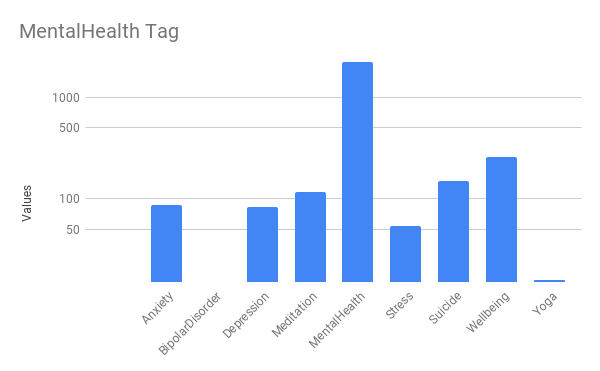 MentalHealth Tag
1000
500
100
50
Values
Anxiety
BipolarDisorder
Depression
Meditation
MentalHealth
Stress
Suicide
Wellbeing
Yoga